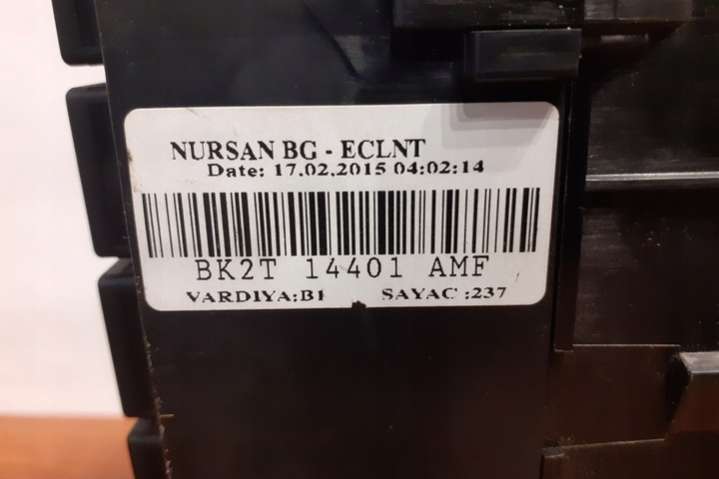 NURSAN BG - ECLNT
Date: 17.02.2015 04:02:14
BK2T 14401 AMF
VARDIYA:B1 SAYAC :237